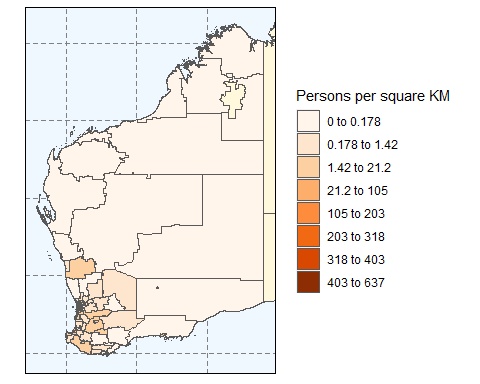 Persons per square KM
0 to 0.178
0.178 to 1.42
1.42 to 21.2
21.2 to 105
105 to 203
203 to 318
318 to 403
403 to 637